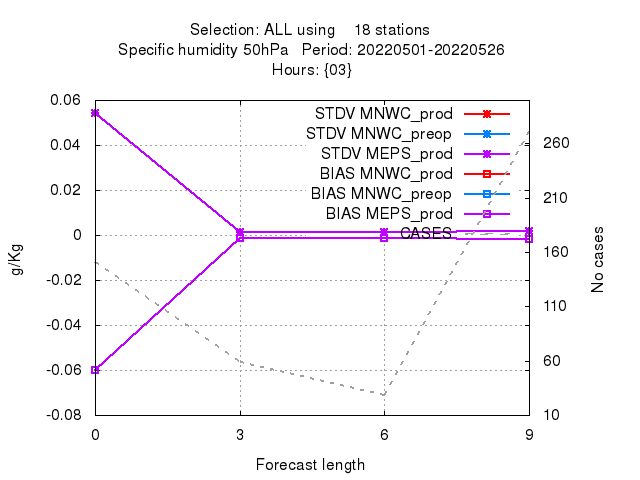 Selection: ALL using 18 stations
Specific humidity 50hPa Period: 20220501-20220526
Hours: {03}
0.06
0.04
0.02
0
-0.02
-0.04
-0.06
-0.08
g/Kg
STDV MNWC_prod
STDV MNWC_preop
STDV MEPS_prod
BIAS MNWC_prod
BIAS MNWC_preop
BIAS MEPS_prod
CASES
260
210
160
110
60
10
No cases
0 3 6 9
Forecast length